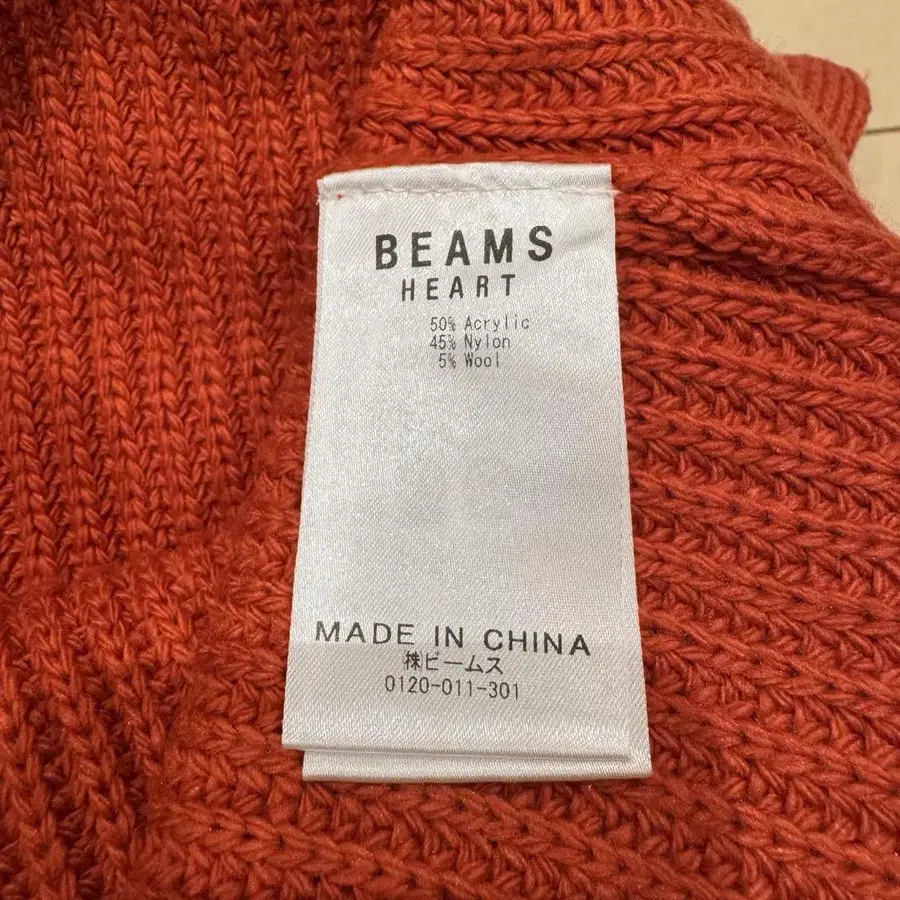 BEAMS
HEART
50% Acrylic
45% Nylon
5% Wool
MADE IN CHINA
㈱ビームス
0120-011-301